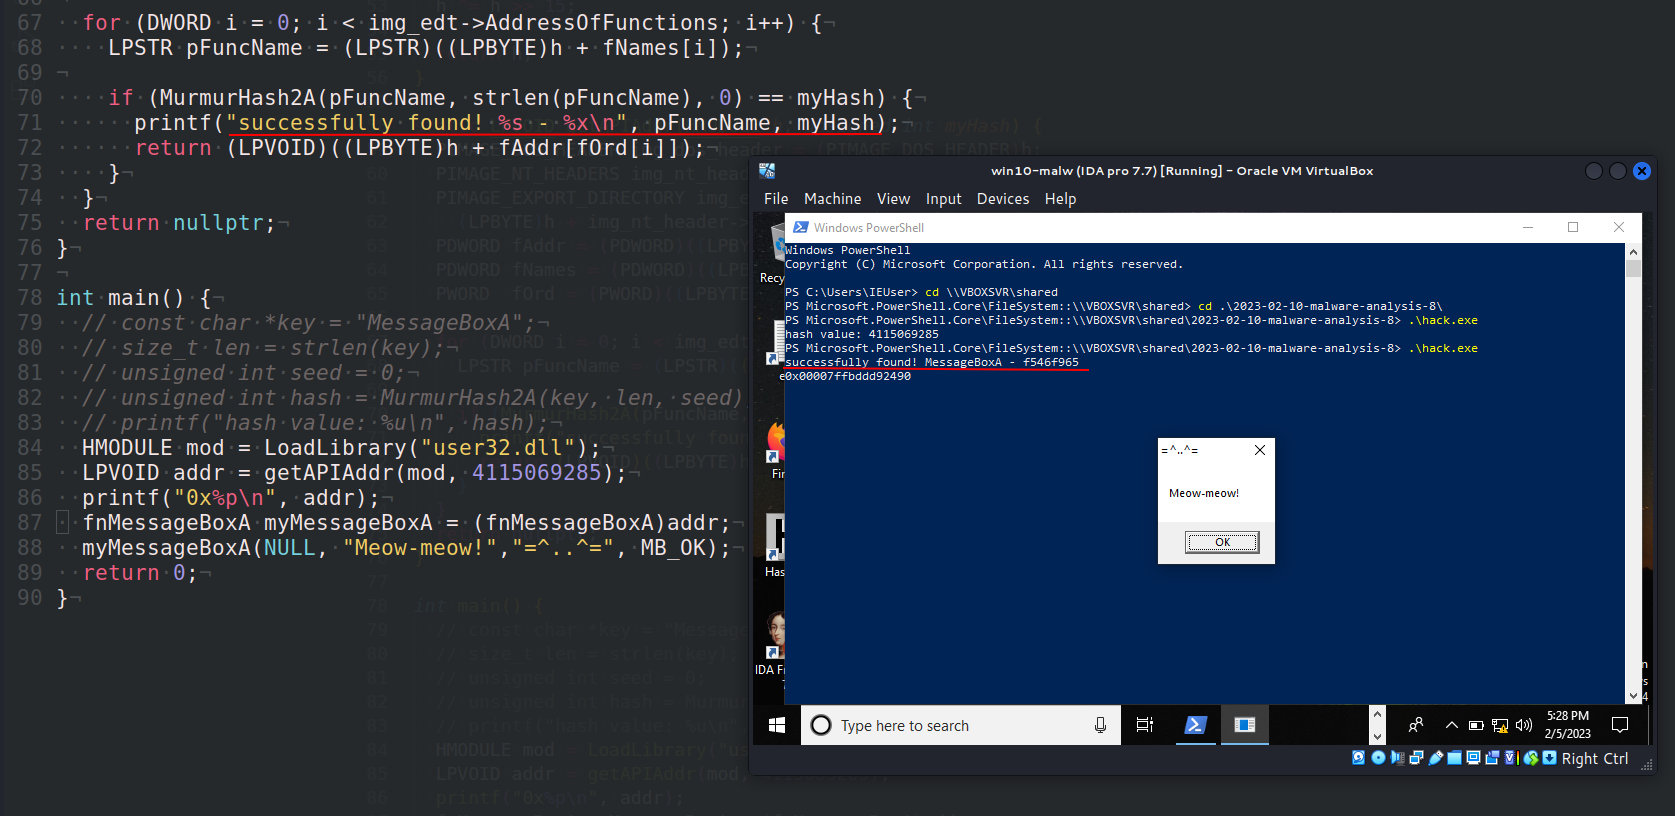 67 for (DWORD i = 0; i < img_edt->AddressOfFunctions; i++) {¬
68 ····LPSTR pFuncName = (LPSTR)((LPBYTE)h + fNames[i]);¬
69 ¬
70 ····if (MurmurHash2A(pFuncName, strlen(pFuncName), 0) == myHash) {¬
71 ······printf("successfully found! %s - %x\n", pFuncName, myHash);¬
72 ······return (LPVOID)((LPBYTE)h + fAddr[fOrd[i]]);¬
73 ····}¬
74 ··}¬
75 ··return nullptr;¬
76 }¬
77 ¬
78 int main() {¬
79 ··// const char *key = "MessageBoxA";¬
80 ··// size_t len = strlen(key);¬
81 ··// unsigned int seed = 0;¬
82 ··// unsigned int hash = MurmurHash2A(key, len, seed)
83 ··// printf("hash value: %u\n", hash);¬
84 ··HMODULE mod = LoadLibrary("user32.dll");¬
85 ··LPVOID addr = getAPIAddr(mod, 4115069285);¬
86 ··printf("0x%p\n", addr);¬
87 ··fnMessageBoxA myMessageBoxA = (fnMessageBoxA)addr;¬
88 ··myMessageBoxA(NULL, "Meow-meow!","=^..^=", MB_OK);¬
89 ··return 0;¬
90 }¬
win10-malw (IDA pro 7.7) [Running] - Oracle VM VirtualBox
File Machine View Input Devices Help
Windows PowerShell
Windows PowerShell
Copyright (C) Microsoft Corporation. All rights reserved.
PS C:\Users\IEUser> cd \\VBOXSVR\shared
PS Microsoft.PowerShell.Core\FileSystem::\\VBOXSVR\shared> cd .\2023-02-10-malware-analysis-8\
PS Microsoft.PowerShell.Core\FileSystem::\\VBOXSVR\shared\2023-02-10-malware-analysis-8> .\hack.exe
hash value: 4115069285
PS Microsoft.PowerShell.Core\FileSystem::\\VBOXSVR\shared\2023-02-10-malware-analysis-8> .\hack.exe
successfully found! MessageBoxA - f546f965
0x00007ffbddd92490
=^..^=
Meow-meow!
OK
Recy
Fir
Has
IDA F
Type here to search
5:28 PM
2/5/2023
Right Ctrl